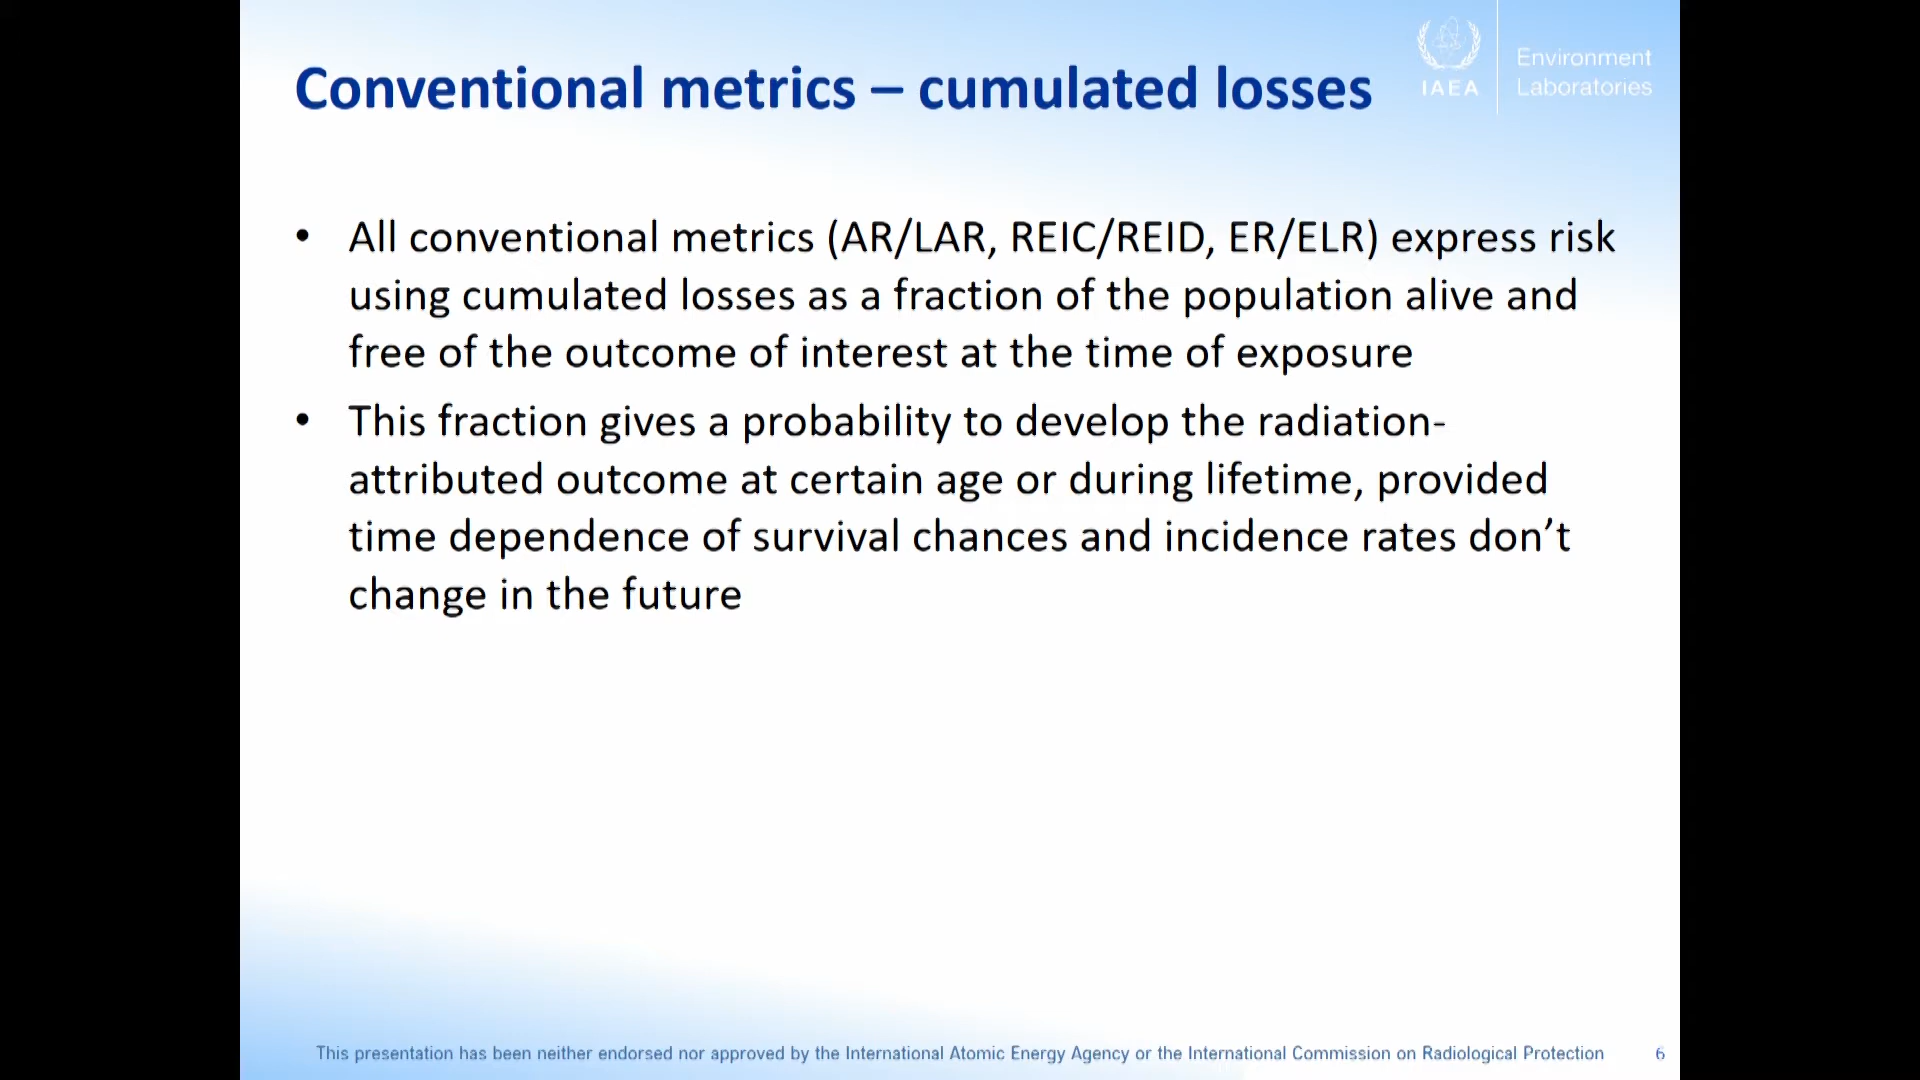 Conventional metrics – cumulated losses
IAEA
Environment
Laboratories
• All conventional metrics (AR/LAR, REIC/REID, ER/ELR) express risk
using cumulated losses as a fraction of the population alive and
free of the outcome of interest at the time of exposure
• This fraction gives a probability to develop the radiation-
attributed outcome at certain age or during lifetime, provided
time dependence of survival chances and incidence rates don’t
change in the future
This presentation has been neither endorsed nor approved by the International Atomic Energy Agency or the International Commission on Radiological Protection
6